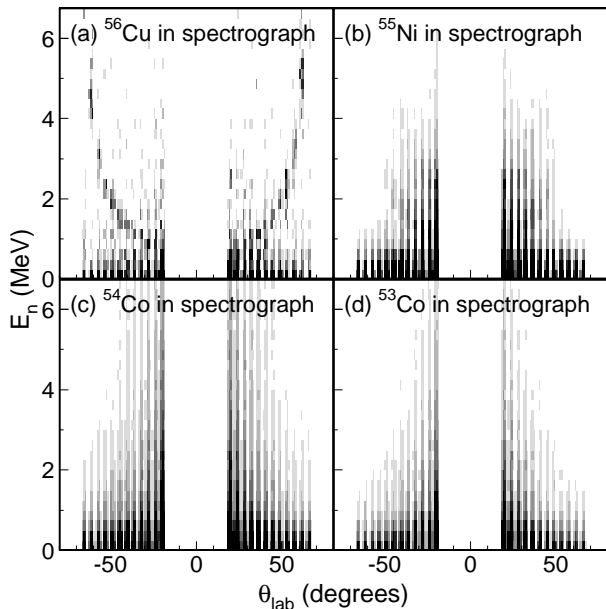 (a) ⁵⁶Cu in spectrograph
(b) ⁵⁵Ni in spectrograph
6
4
2
0
(c) ⁵⁴Co in spectrograph
(d) ⁵³Co in spectrograph
6
4
2
0
E_n (MeV)
-50 0 50 -50 0 50
θ_lab (degrees)